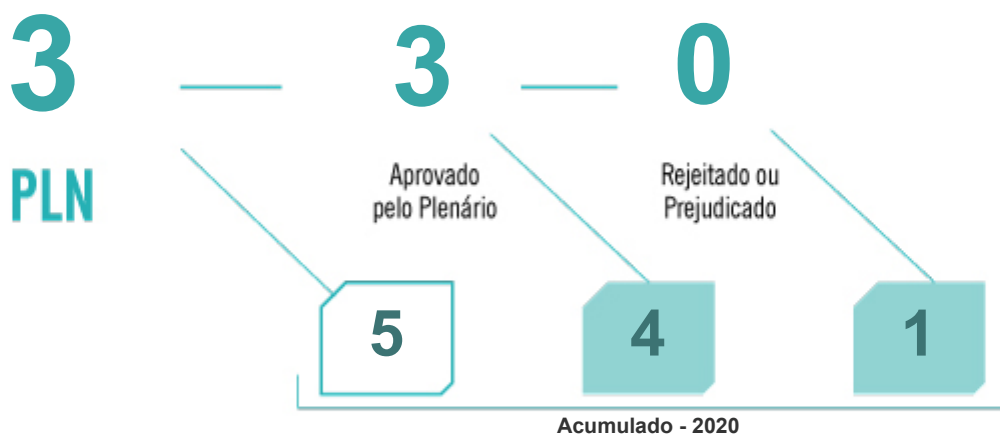 3 3 0
PLN
Aprovado
pelo Plenário
Rejeitado ou
Prejudicado
5 4 1
Acumulado - 2020